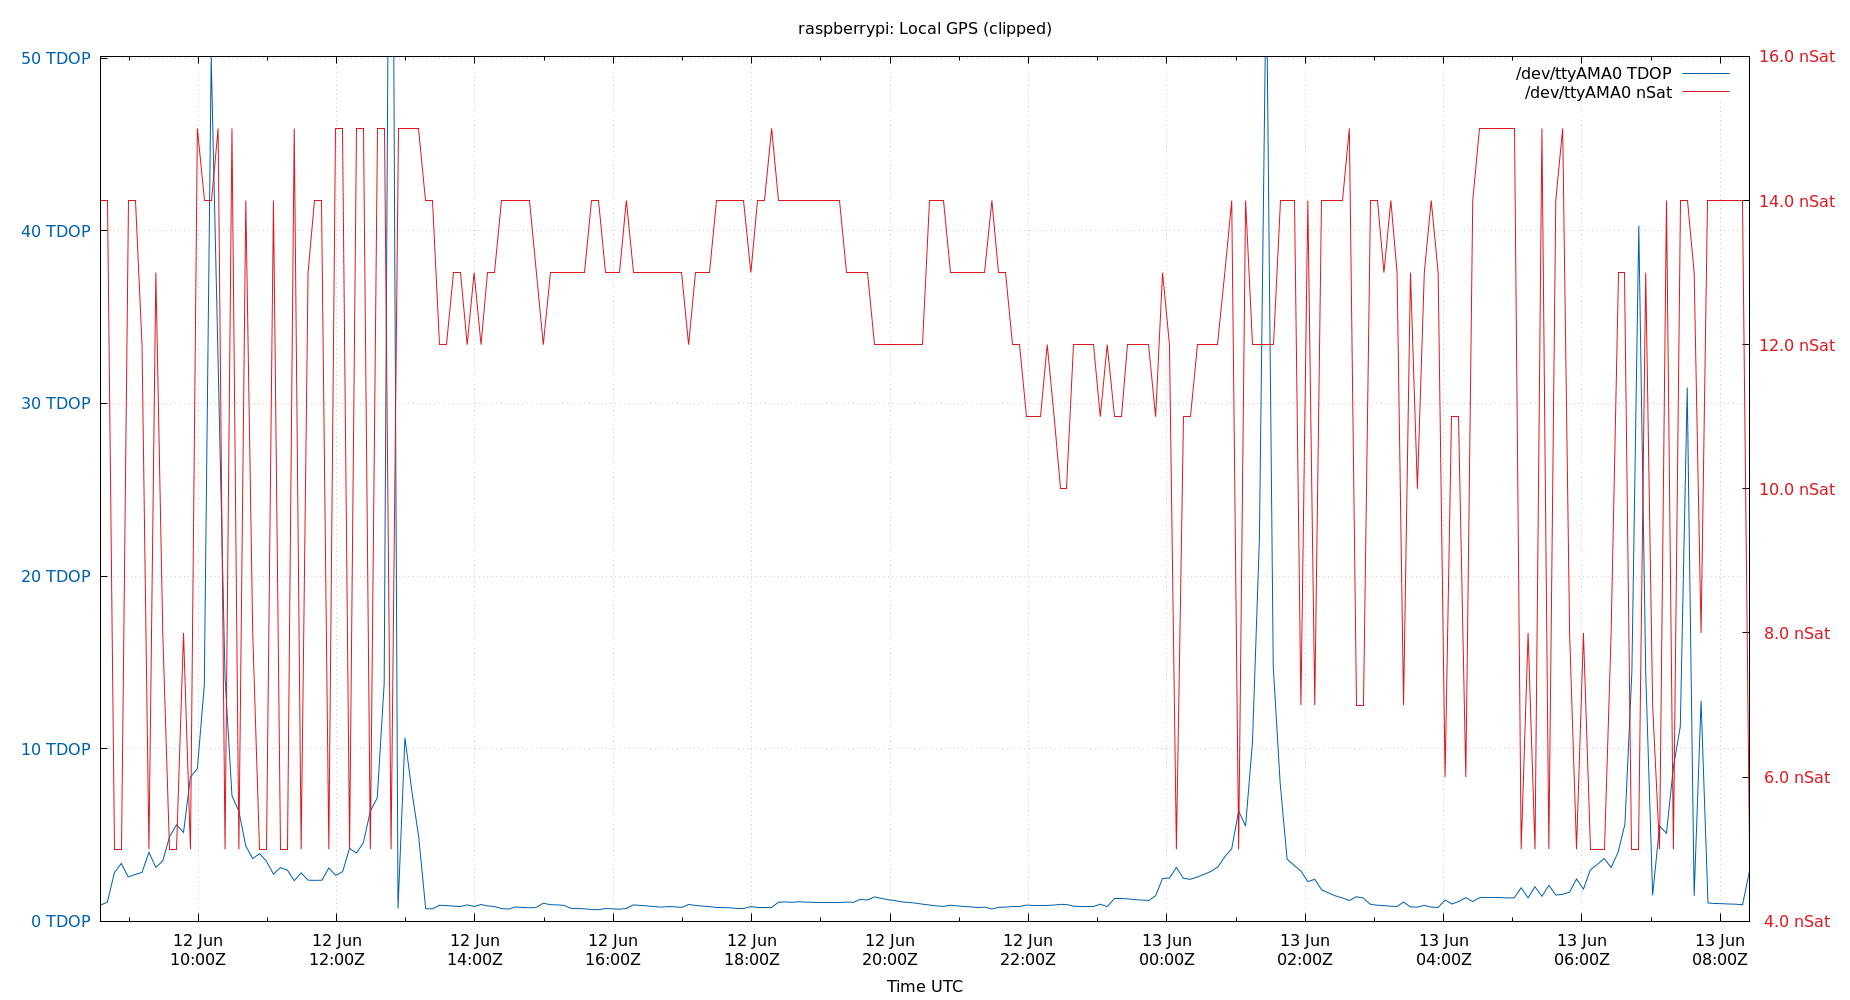 raspberrypi: Local GPS (clipped)
50 TDOP
40 TDOP
30 TDOP
20 TDOP
10 TDOP
0 TDOP
16.0 nSat
14.0 nSat
12.0 nSat
10.0 nSat
8.0 nSat
6.0 nSat
4.0 nSat
/dev/ttyAMA0 TDOP
/dev/ttyAMA0 nSat
12 Jun
10:00Z
12 Jun
12:00Z
12 Jun
14:00Z
12 Jun
16:00Z
12 Jun
18:00Z
12 Jun
20:00Z
12 Jun
22:00Z
13 Jun
00:00Z
13 Jun
02:00Z
13 Jun
04:00Z
13 Jun
06:00Z
13 Jun
08:00Z
Time UTC